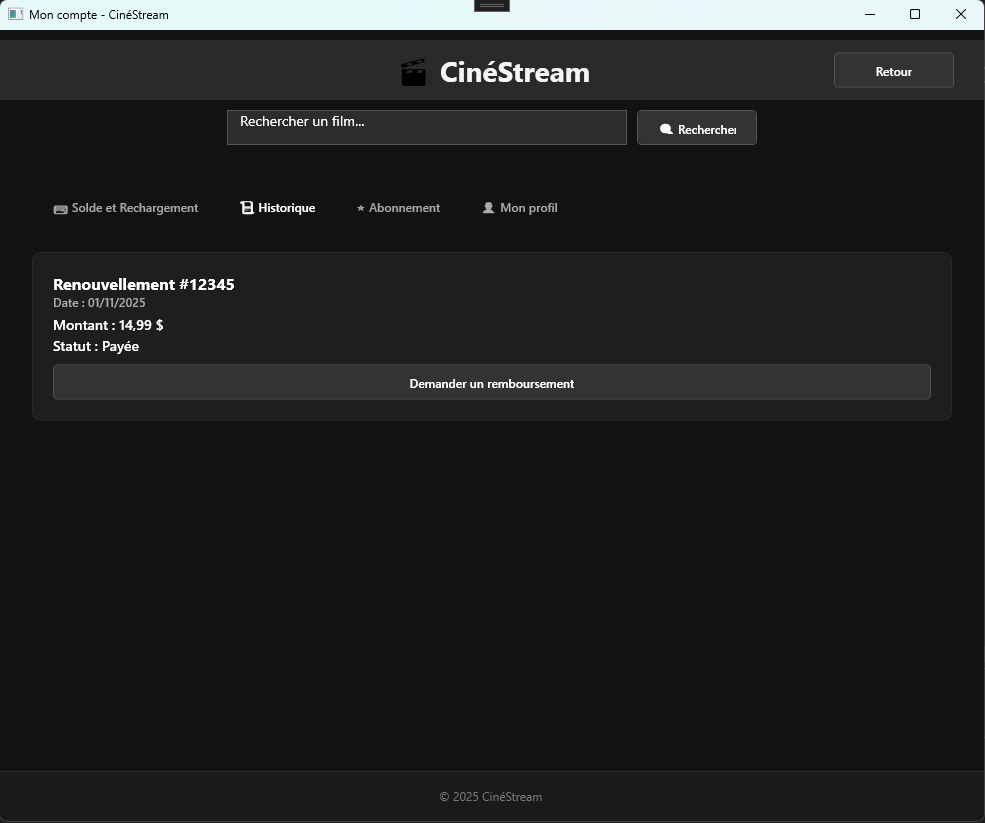 Mon compte - CinéStream
CinéStream
Retour
Rechercher un film...
Rechercher
Solde et Rechargement
Historique
Abonnement
Mon profil
Renouvellement #12345
Date : 01/11/2025
Montant : 14,99 $
Statut : Payée
Demander un remboursement
© 2025 CinéStream